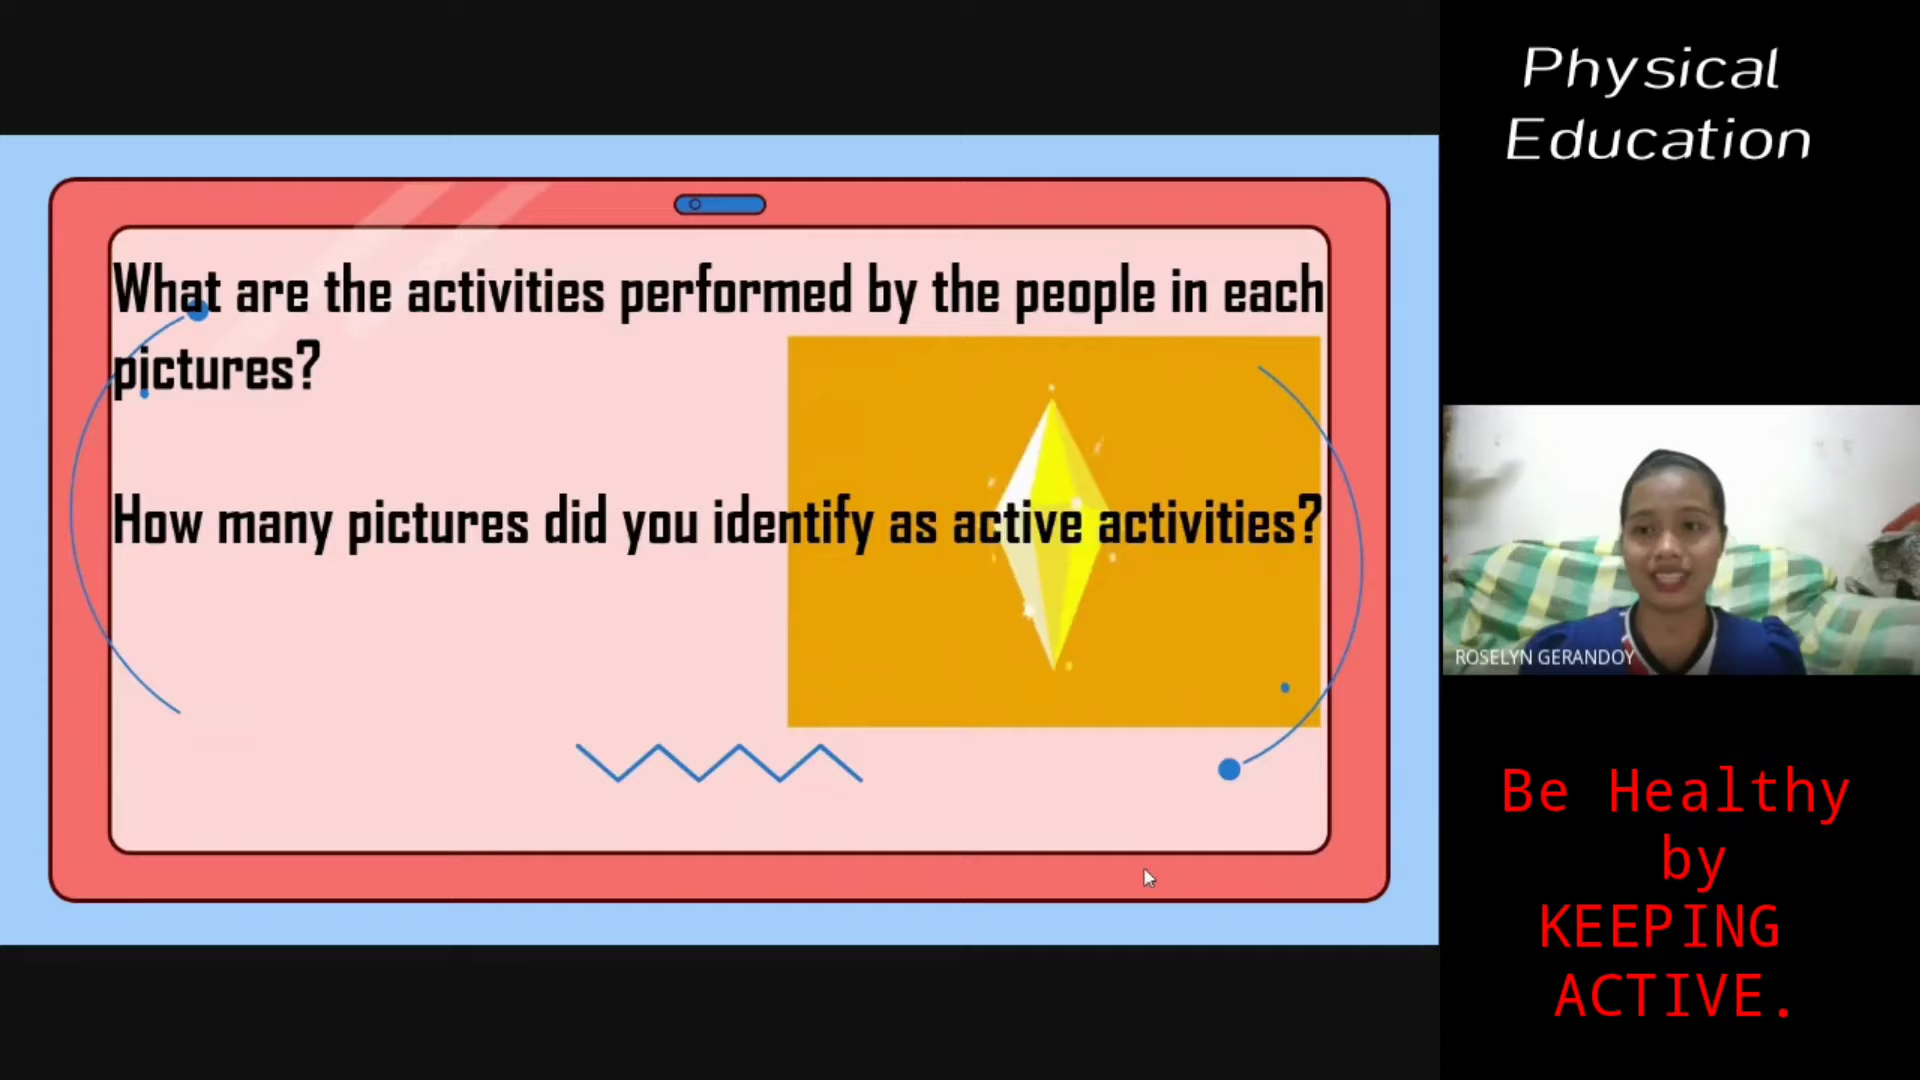 What are the activities performed by the people in each
pictures?
How many pictures did you identify as active activities?
Physical
Education
ROSELYN GERANDOY
Be Healthy
by
KEEPING
ACTIVE.